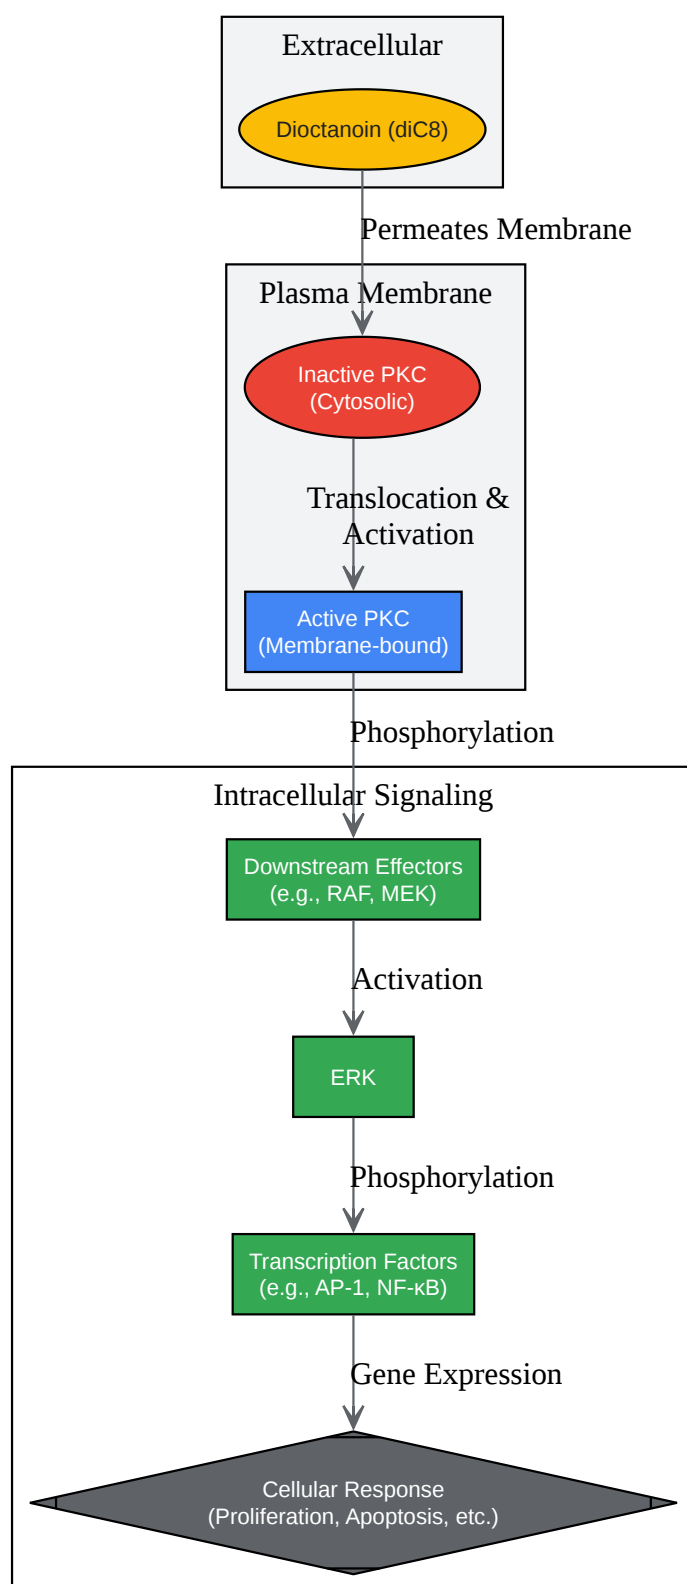 Extracellular
Dioctanoin (diC8)
Permeates Membrane
Plasma Membrane
Inactive PKC
(Cytosolic)
Translocation &
Activation
Active PKC
(Membrane-bound)
Phosphorylation
Intracellular Signaling
Downstream Effectors
(e.g., RAF, MEK)
Activation
ERK
Phosphorylation
Transcription Factors
(e.g., AP-1, NF-κB)
Gene Expression
Cellular Response
(Proliferation, Apoptosis, etc.)